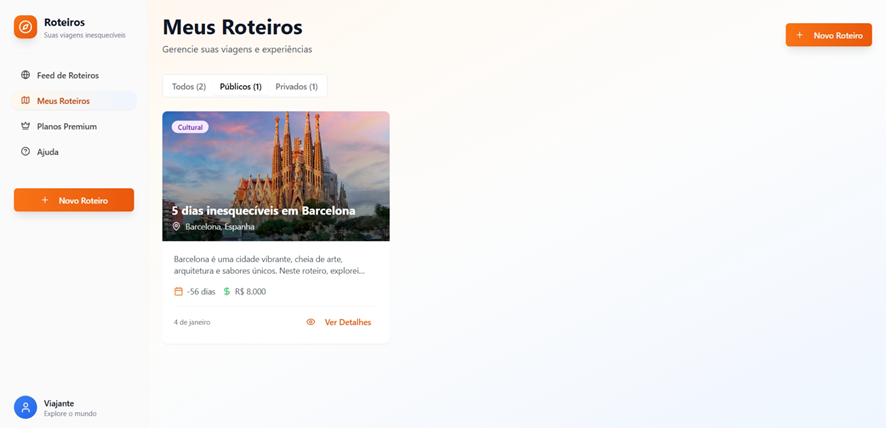 Roteiros
Suas viagens inesquecíveis
Feed de Roteiros
Meus Roteiros
Planos Premium
Ajuda
+ Novo Roteiro
Viajante
Explore o mundo
Meus Roteiros
Gerencie suas viagens e experiências
+ Novo Roteiro
Todos (2) Públicos (1) Privados (1)
Cultural
5 dias inesquecíveis em Barcelona
Barcelona, Espanha
Barcelona é uma cidade vibrante, cheia de arte,
arquitetura e sabores únicos. Neste roteiro, explorei...
-56 dias $ R$ 8.000
4 de janeiro Ver Detalhes